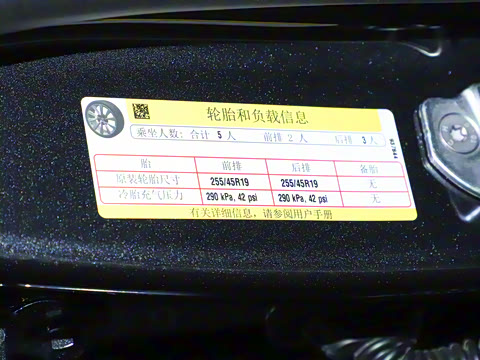 轮胎和负载信息
乘坐人数：合计 5 人 前排 2 人 后排 3 人
胎 前排 后排 备胎
原装轮胎尺寸 255/45R19 255/45R19 无
冷胎充气压力 290 kPa, 42 psi 290 kPa, 42 psi 无
有关详细信息，请参阅用户手册